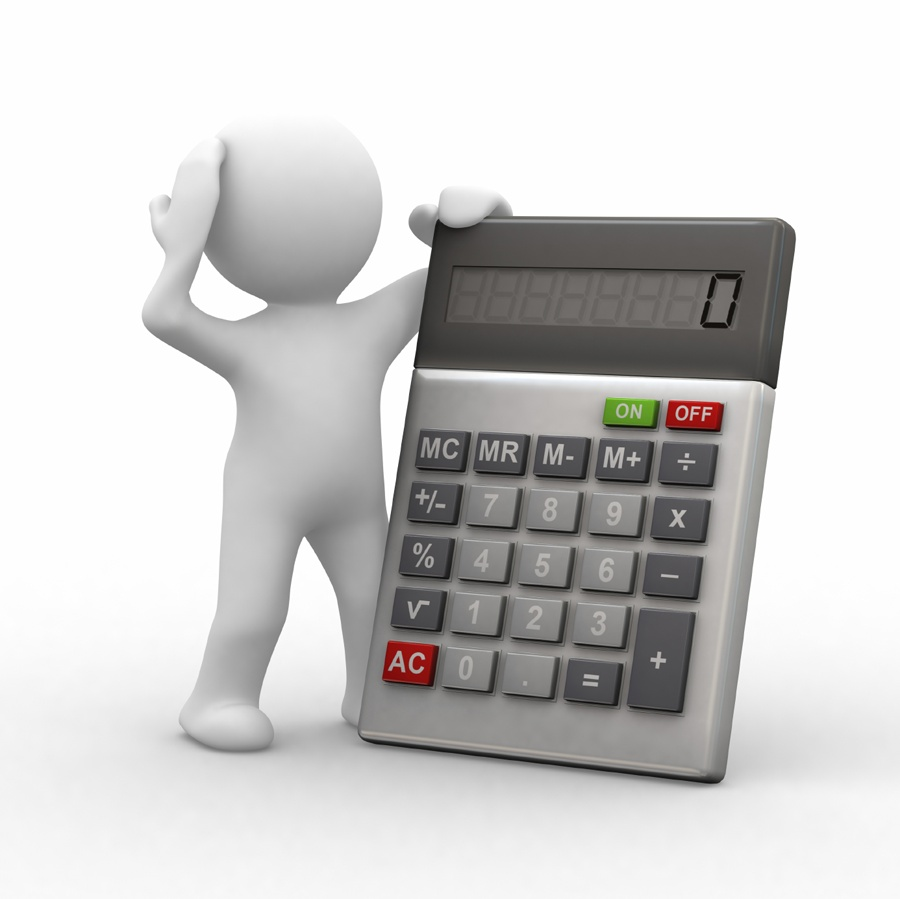 0
ON OFF
MC MR M- M+ ÷
+/- 7 8 9 x
% 4 5 6 −
√ 1 2 3
AC 0 . = +